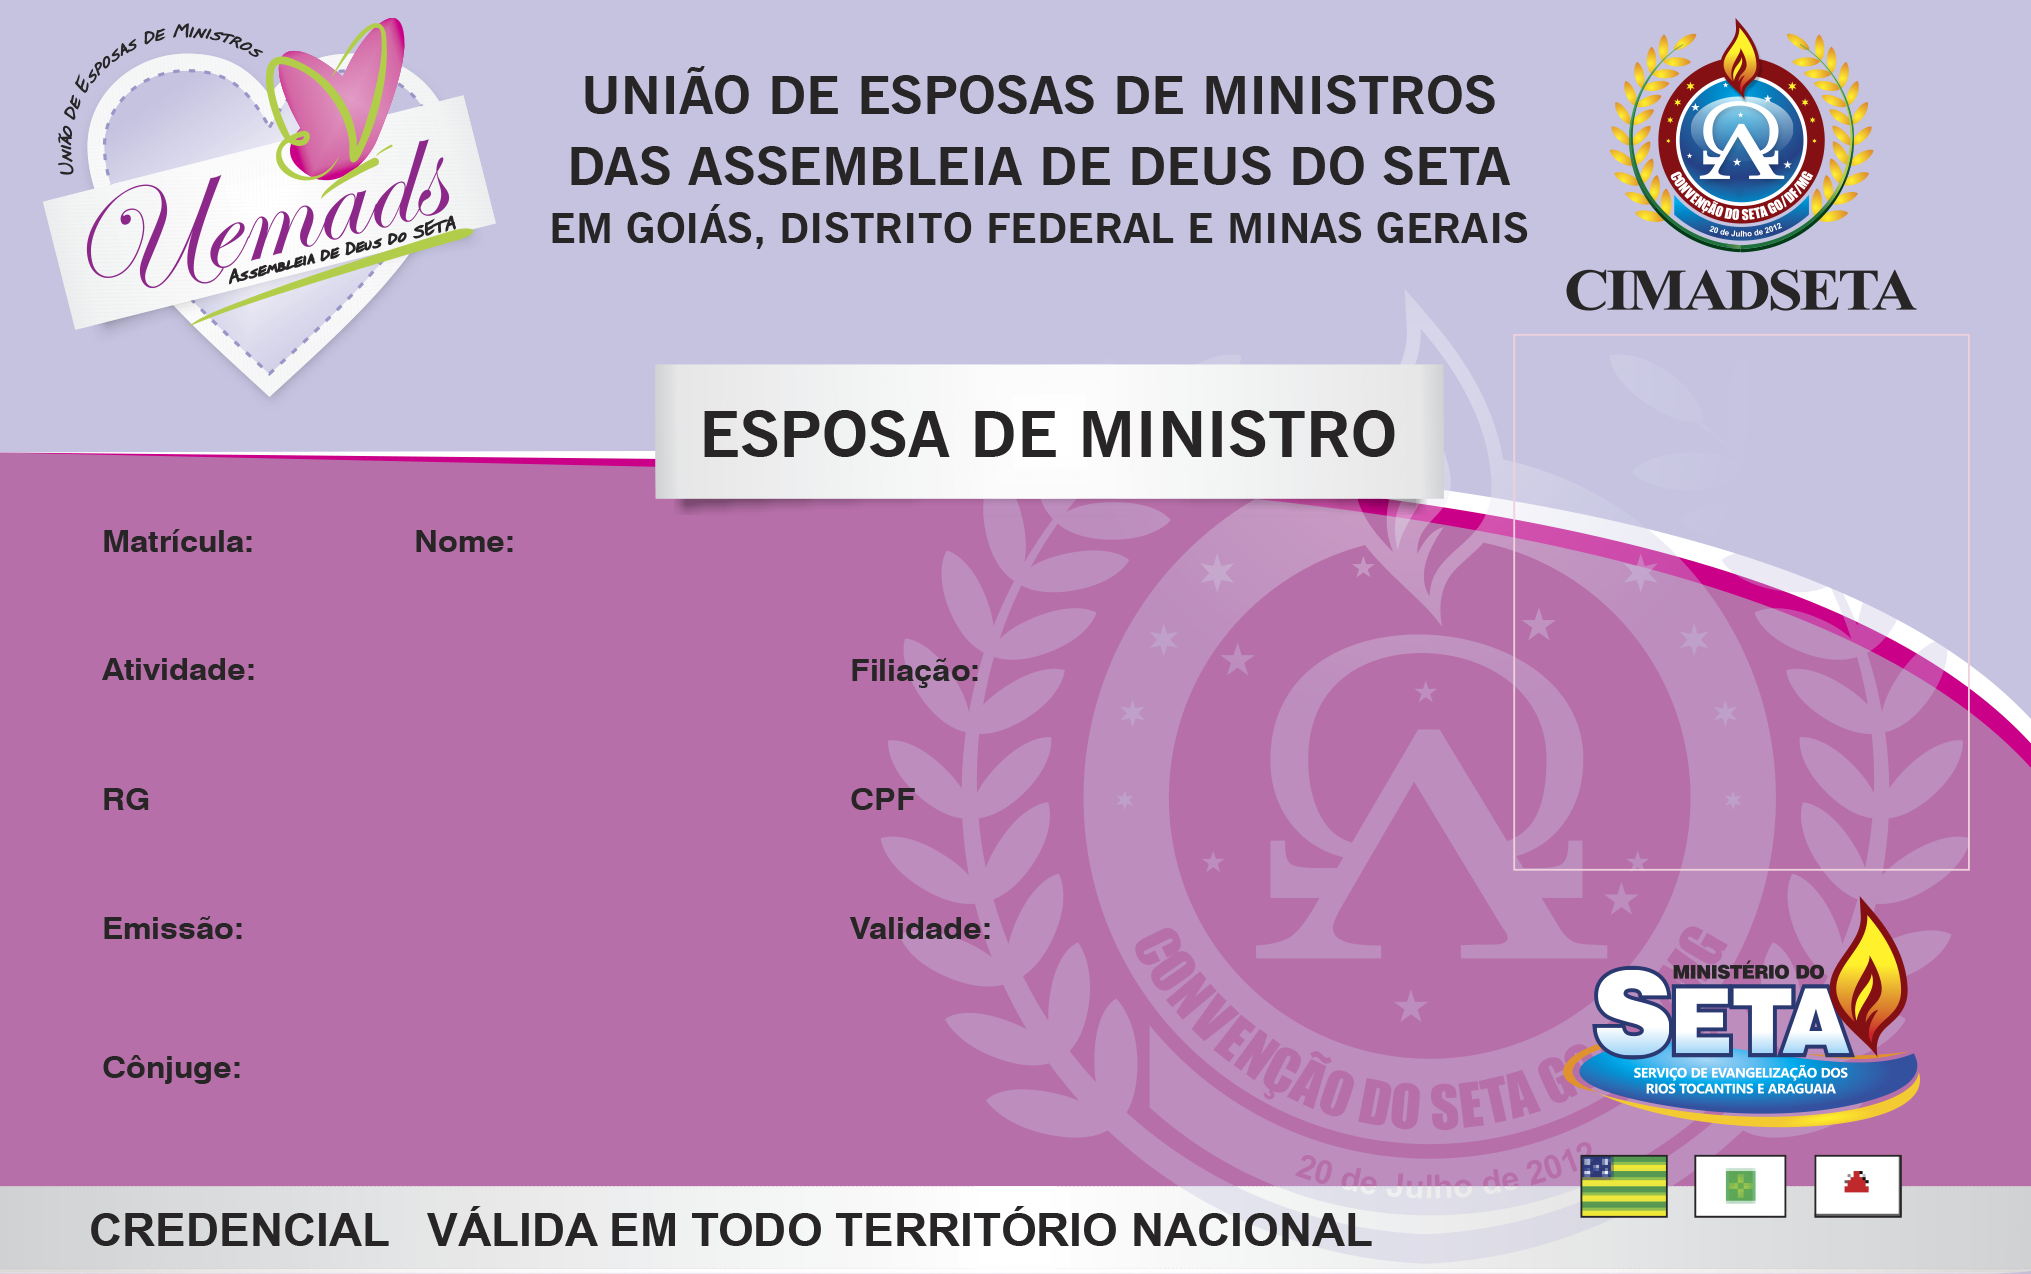 União de Esposas de Ministros
Uemads
Assembleia de Deus do SETA
UNIÃO DE ESPOSAS DE MINISTROS
DAS ASSEMBLEIA DE DEUS DO SETA
EM GOIÁS, DISTRITO FEDERAL E MINAS GERAIS
CONVENÇÃO DO SETA GO/DF/MG
20 de Julho de 2012
CIMADSETA
ESPOSA DE MINISTRO
Matrícula: Nome:
Atividade: Filiação:
RG CPF
Emissão: Validade:
Cônjuge:
CONVENÇÃO DO SETA GO MG
20 de Julho de 2012
MINISTÉRIO DO
SETA
SERVIÇO DE EVANGELIZAÇÃO DOS
RIOS TOCANTINS E ARAGUAIA
CREDENCIAL VÁLIDA EM TODO TERRITÓRIO NACIONAL